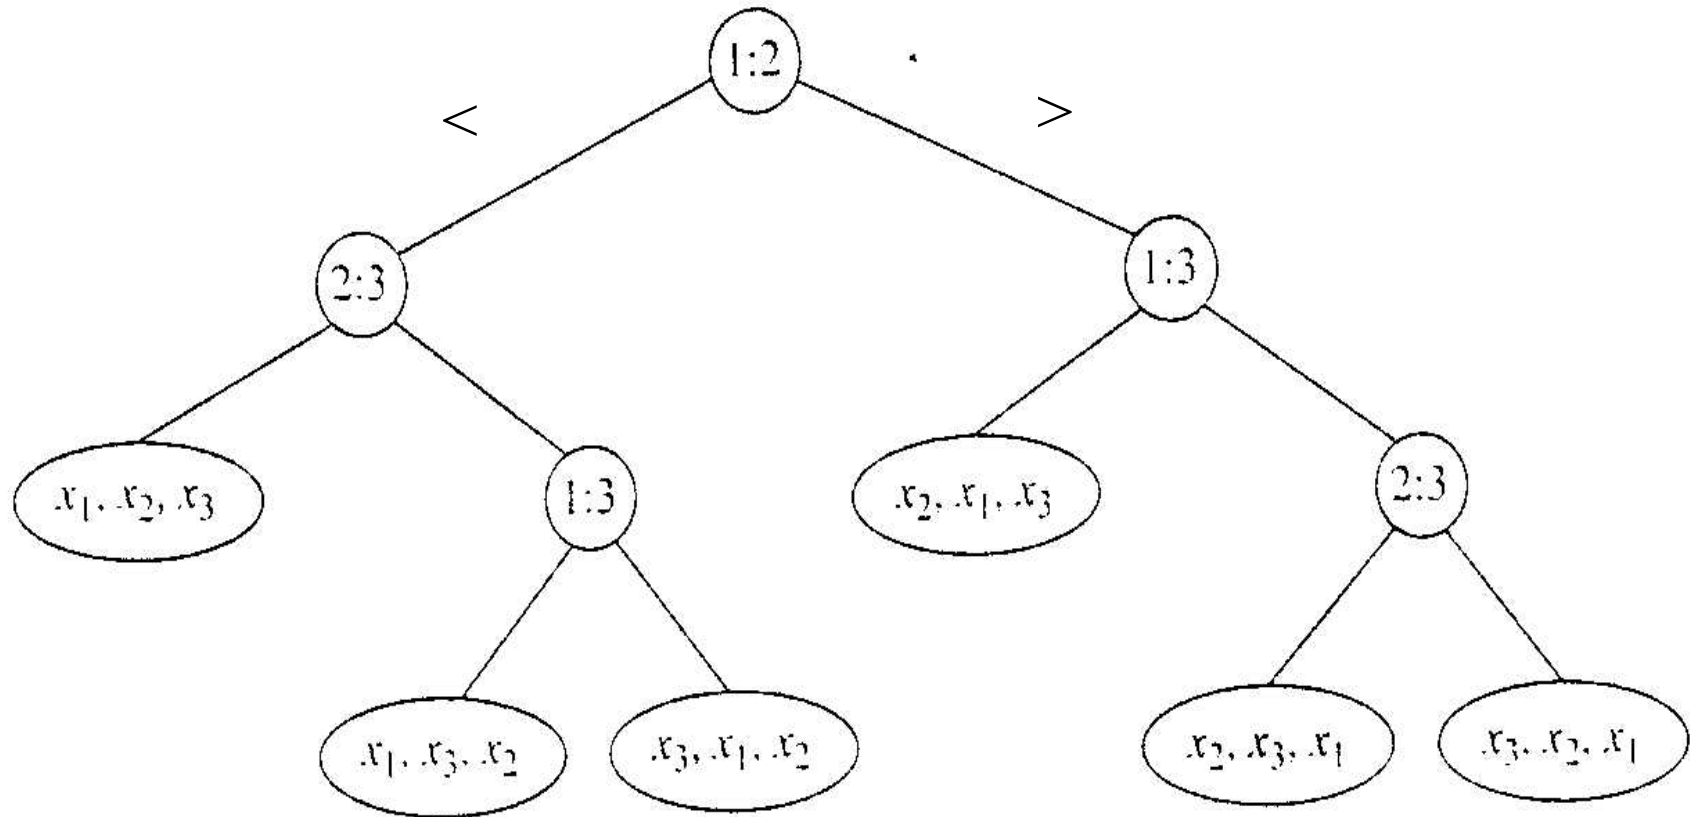 1:2
< >
2:3 1:3
x₁, x₂, x₃ 1:3 x₂, x₁, x₃ 2:3
x₁, x₃, x₂ x₃, x₁, x₂ x₂, x₃, x₁ x₃, x₂, x₁